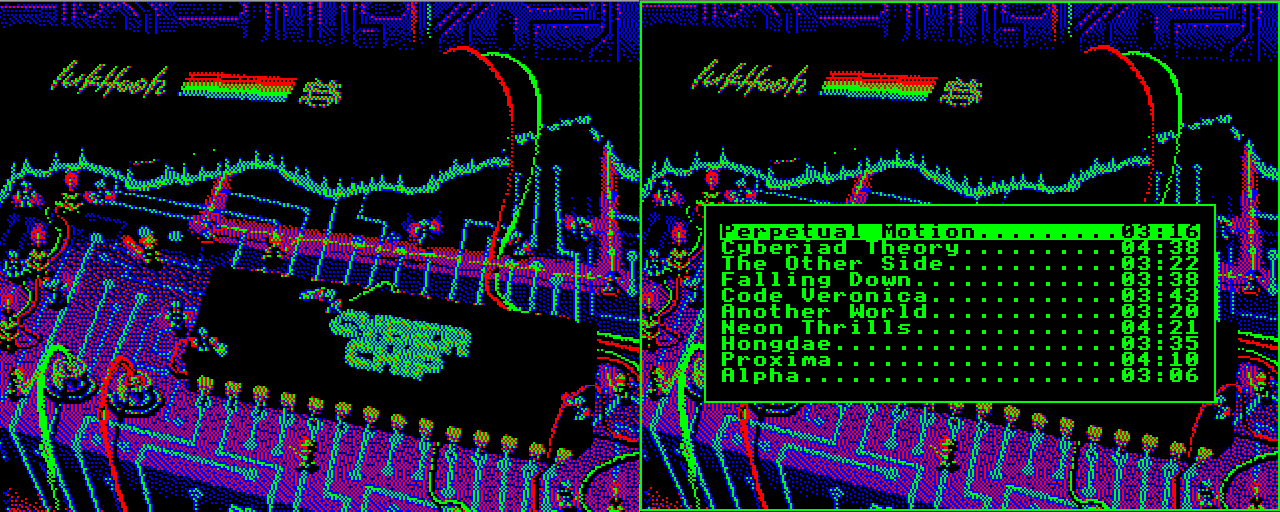 Perpetual Motion.........03:16
Cyberiad Theory..........04:38
The Other Side...........03:22
Falling Down.............03:38
Code Veronica............03:43
Another World............03:20
Neon Thrills.............04:21
Hongdae..................03:35
Proxima..................04:10
Alpha....................03:06